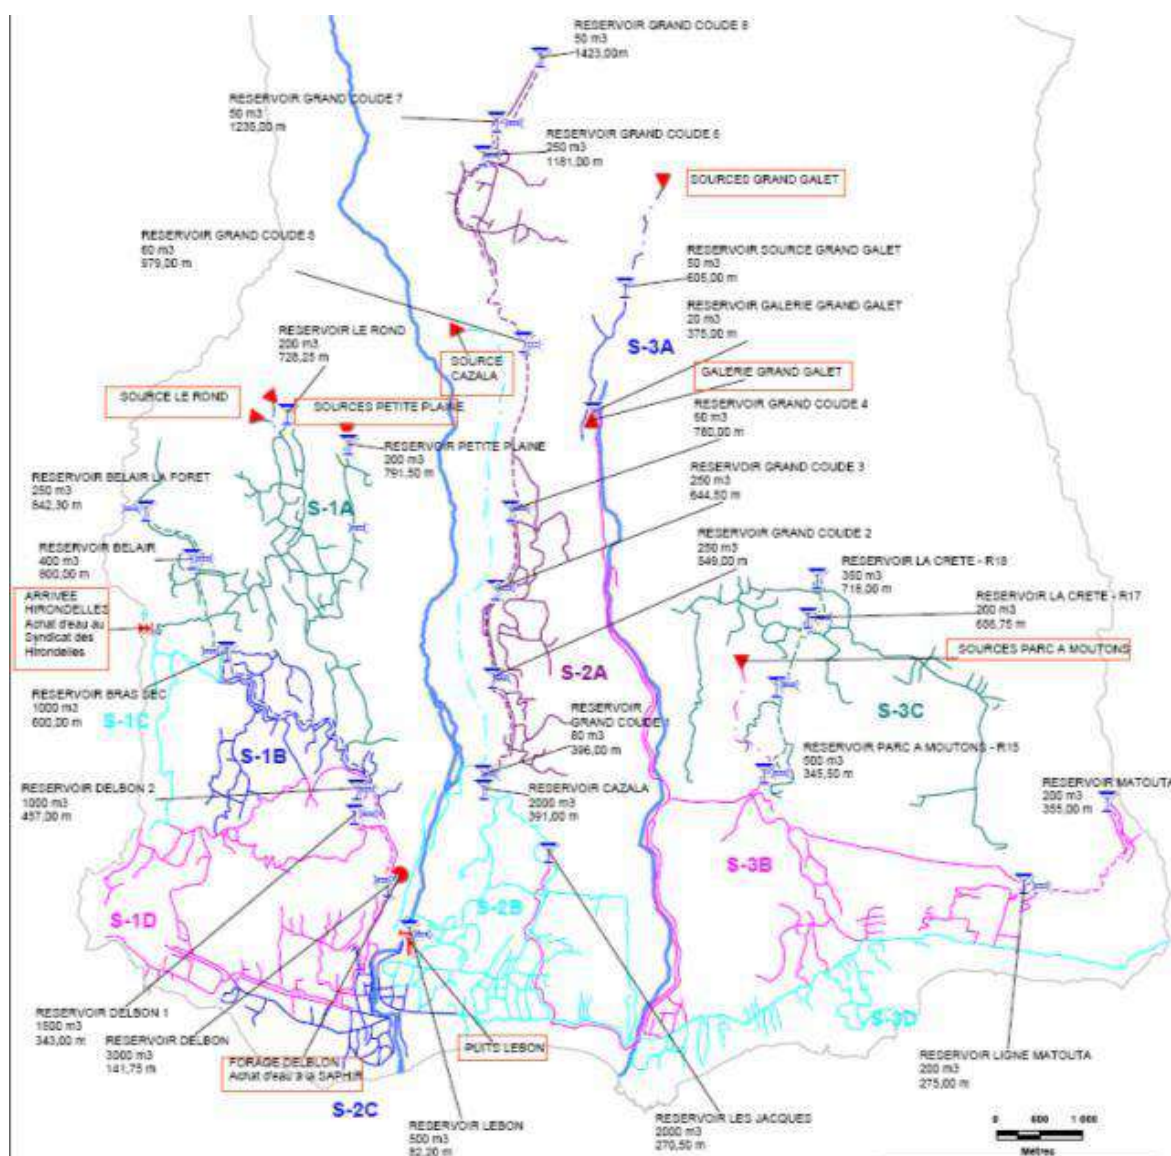 RESERVOIR GRAND COUDE 8
50 m3
1423,00m
RESERVOIR GRAND COUDE 7
50 m3
1235,00 m
RESERVOIR GRAND COUDE 6
250 m3
1181,00 m
SOURCES GRAND GALET
RESERVOIR GRAND COUDE 5
60 m3
979,00 m
RESERVOIR SOURCE GRAND GALET
50 m3
605,00 m
RESERVOIR GALERIE GRAND GALET
20 m3
375,00 m
RESERVOIR LE ROND
200 m3
728,25 m
S-3A
SOURCE
CAZALA
GALERIE GRAND GALET
SOURCE LE ROND
SOURCES PETITE PLAINE
RESERVOIR GRAND COUDE 4
60 m3
780,00 m
RESERVOIR PETITE PLAINE
200 m3
791,50 m
RESERVOIR GRAND COUDE 3
250 m3
644,50 m
RESERVOIR BELAIR LA FORET
250 m3
842,30 m
S-1A
RESERVOIR GRAND COUDE 2
250 m3
549,00 m
RESERVOIR BELAIR
400 m3
800,00 m
RESERVOIR LA CRETE - R18
350 m3
718,00 m
RESERVOIR LA CRETE - R17
200 m3
ARRIVEE
HIRONDELLES
Achat d'eau au
Syndicat des
Hirondelles
SOURCES PARC A MOUTONS
S-2A
RESERVOIR BRAS SEC
1000 m3
600,00 m
S-1C
RESERVOIR
GRAND COUDE 1
80 m3
396,00 m
S-3C
S-1B
RESERVOIR PARC A MOUTONS - R15
500 m3
345,50 m
RESERVOIR DELBON 2
1000 m3
457,00 m
RESERVOIR CAZALA
2000 m3
391,00 m
RESERVOIR MATOUTA
200 m3
355,00 m
S-3B
S-1D
S-2B
RESERVOIR DELBON 1
1500 m3
343,00 m
RESERVOIR DELBON
3000 m3
141,75 m
FORAGE DELBLON
Achat d'eau a la SAPHIR
PUITS LEBON
S-3D
RESERVOIR LIGNE MATOUTA
200 m3
275,00 m
S-2C
RESERVOIR LEBON
500 m3
82,20 m
RESERVOIR LES JACQUES
2000 m3
270,50 m
0 600 1 000
Metres